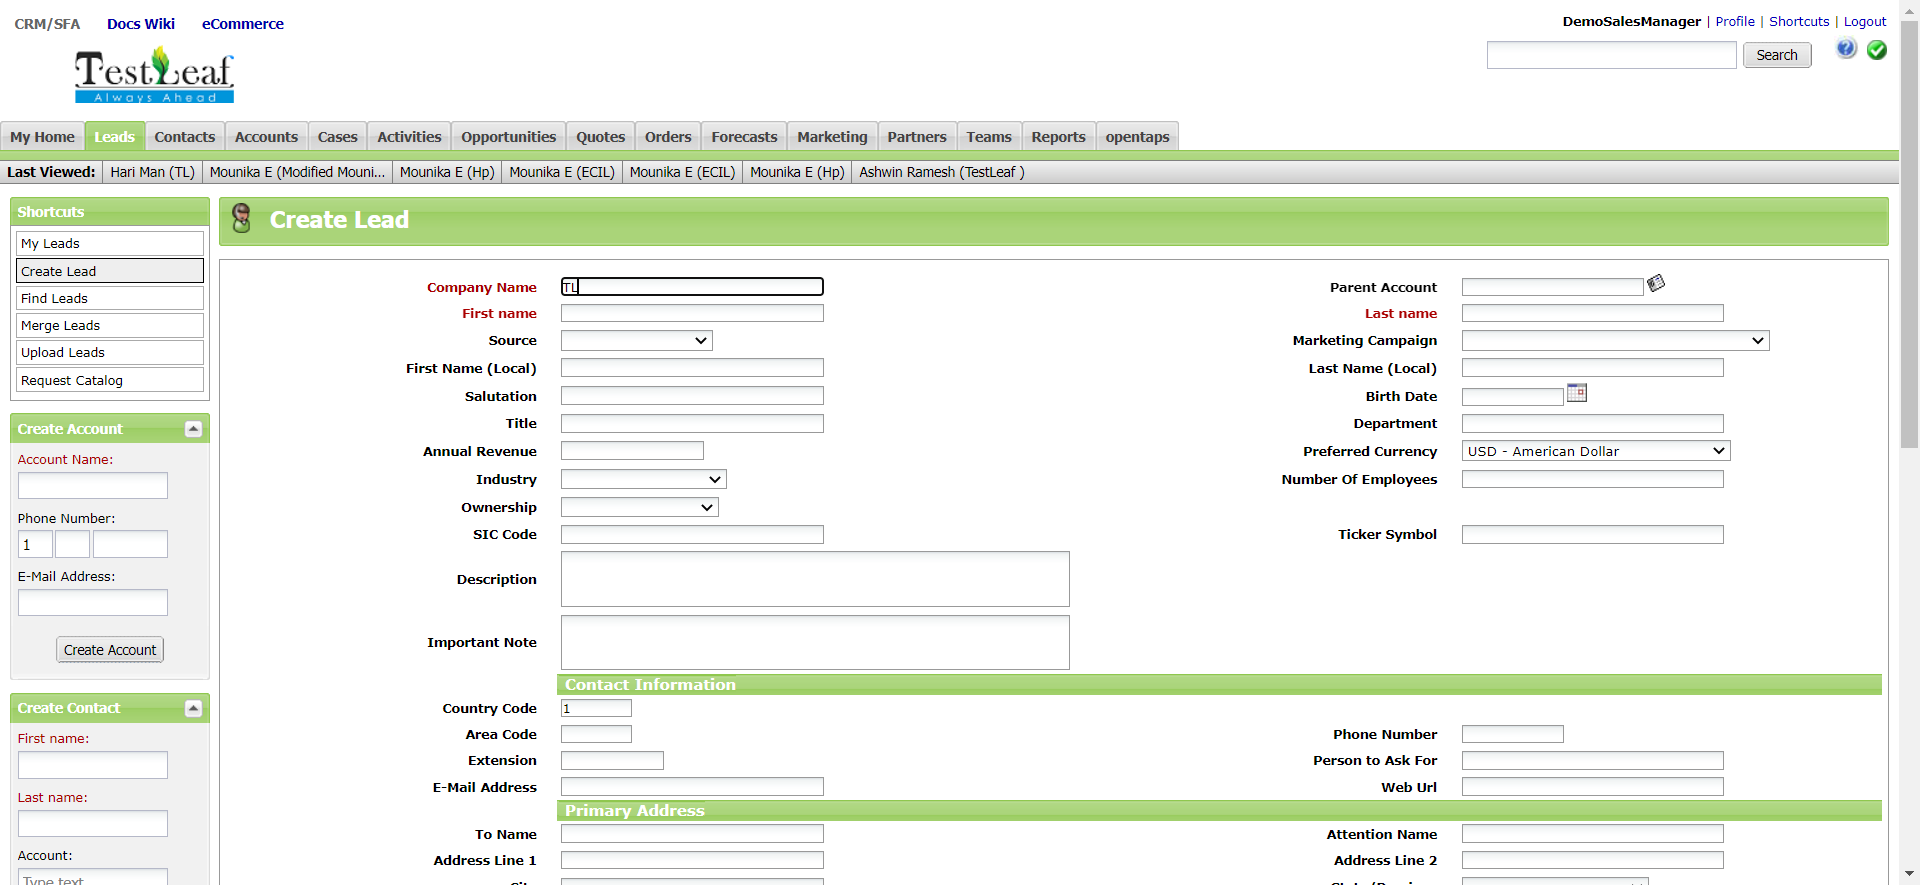 CRM/SFA Docs Wiki eCommerce
DemoSalesManager | Profile | Shortcuts | Logout
Search
TestLeaf
Always Ahead
My Home Leads Contacts Accounts Cases Activities Opportunities Quotes Orders Forecasts Marketing Partners Teams Reports opentaps
Last Viewed: Hari Man (TL) Mounika E (Modified Mouni... Mounika E (Hp) Mounika E (ECIL) Mounika E (ECIL) Mounika E (Hp) Ashwin Ramesh (TestLeaf )
Shortcuts
My Leads
Create Lead
Find Leads
Merge Leads
Upload Leads
Request Catalog
Create Account
Account Name:
Phone Number:
1
E-Mail Address:
Create Account
Create Contact
First name:
Last name:
Account:
Type text
Create Lead
Company Name TL Parent Account
First name Last name
Source Marketing Campaign
First Name (Local) Last Name (Local)
Salutation Birth Date
Title Department
Annual Revenue Preferred Currency USD - American Dollar
Industry Number Of Employees
Ownership
SIC Code Ticker Symbol
Description
Important Note
Contact Information
Country Code 1
Area Code Phone Number
Extension Person to Ask For
E-Mail Address Web Url
Primary Address
To Name Attention Name
Address Line 1 Address Line 2